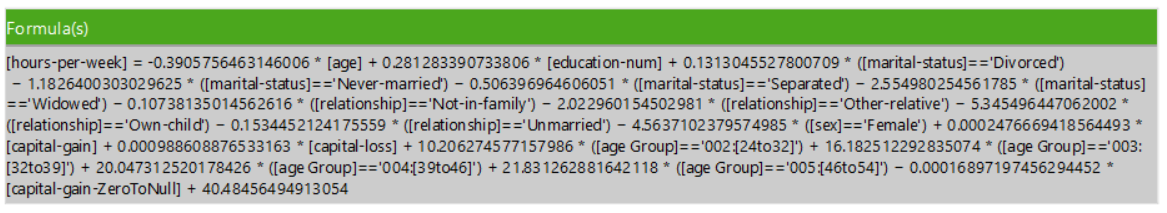 Formula(s)
[hours-per-week] = -0.3905756463146006 * [age] + 0.281283390733806 * [education-num] + 0.1313045527800709 * ([marital-status]=='Divorced')
− 1.1826400303029625 * ([marital-status]=='Never-married') − 0.506396964606051 * ([marital-status]=='Separated') − 2.554980254561785 * ([marital-status]
=='Widowed') − 0.10738135014562616 * ([relationship]=='Not-in-family') − 2.022960154502981 * ([relationship]=='Other-relative') − 5.345496447062002 *
([relationship]=='Own-child') − 0.1534452124175559 * ([relationship]=='Unmarried') − 4.5637102379574985 * ([sex]=='Female') + 0.0002476669418564493 *
[capital-gain] + 0.000988608876533163 * [capital-loss] + 10.206274577157986 * ([age Group]=='002:[24to32]') + 16.182512292835074 * ([age Group]=='003:
[32to39]') + 20.047312520178426 * ([age Group]=='004:[39to46]') + 21.831262881642118 * ([age Group]=='005:[46to54]') − 0.00016897197456294452 *
[capital-gain-ZeroToNull] + 40.48456494913054